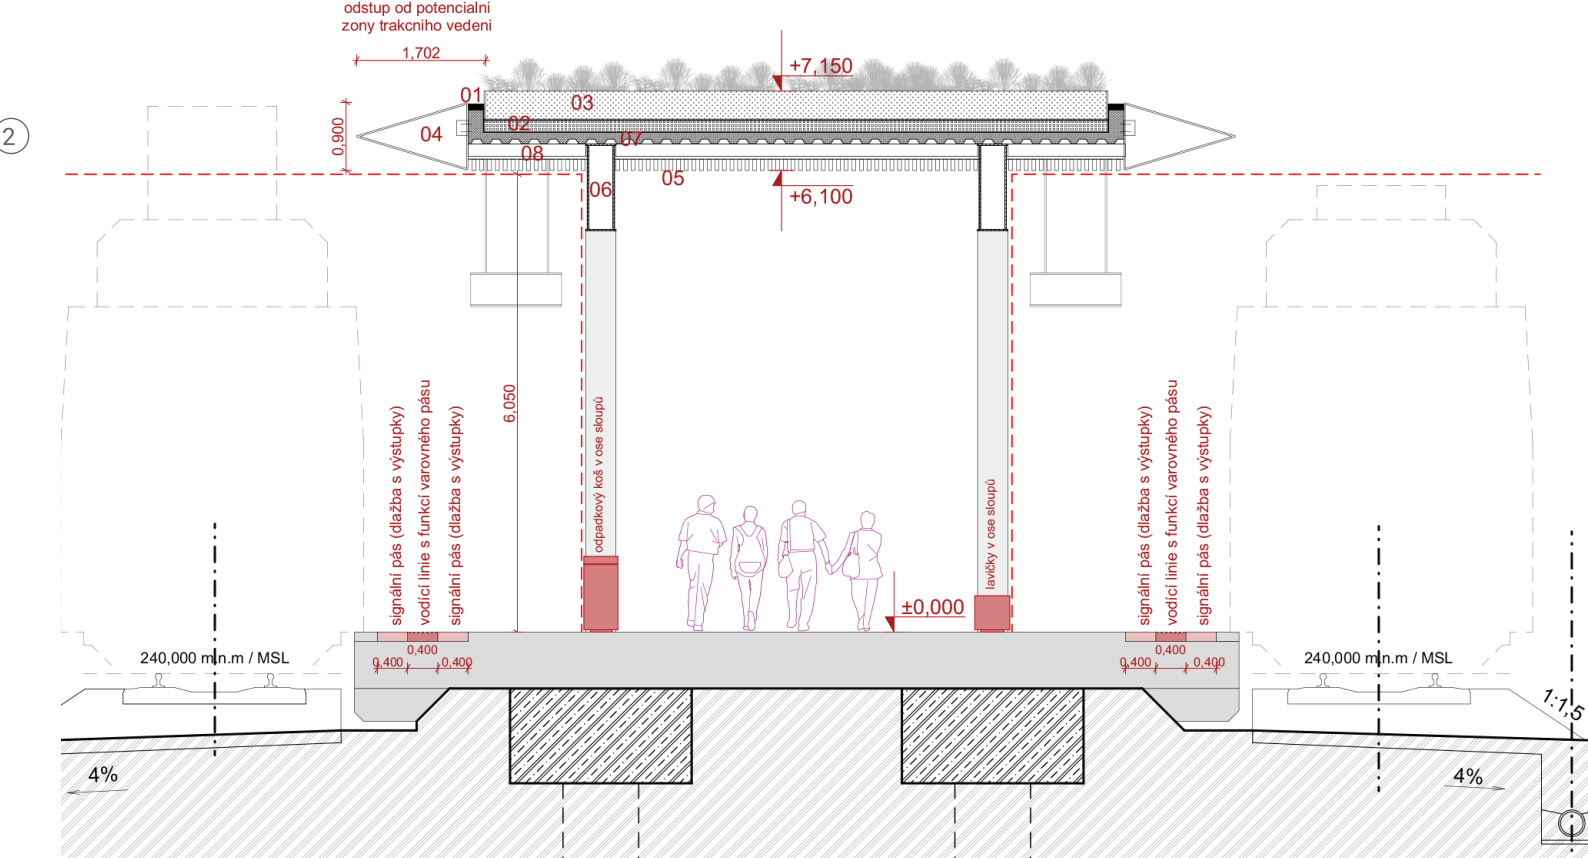 odstup od potencialni
zony trakcniho vedeni
1,702
+7,150
01
03
2
0,900
04
02
07
08
05
06
+6,100
6,050
signální pás (dlažba s výstupky)
vodící linie s funkcí varovného pásu
signální pás (dlažba s výstupky)
odpadkový koš v ose sloupů
lavičky v ose sloupů
signální pás (dlažba s výstupky)
vodící linie s funkcí varovného pásu
signální pás (dlažba s výstupky)
±0,000
240,000 m.n.m / MSL
0,400
0,400
0,400
0,400
0,400
0,400
240,000 m.n.m / MSL
1:1,5
4%
4%